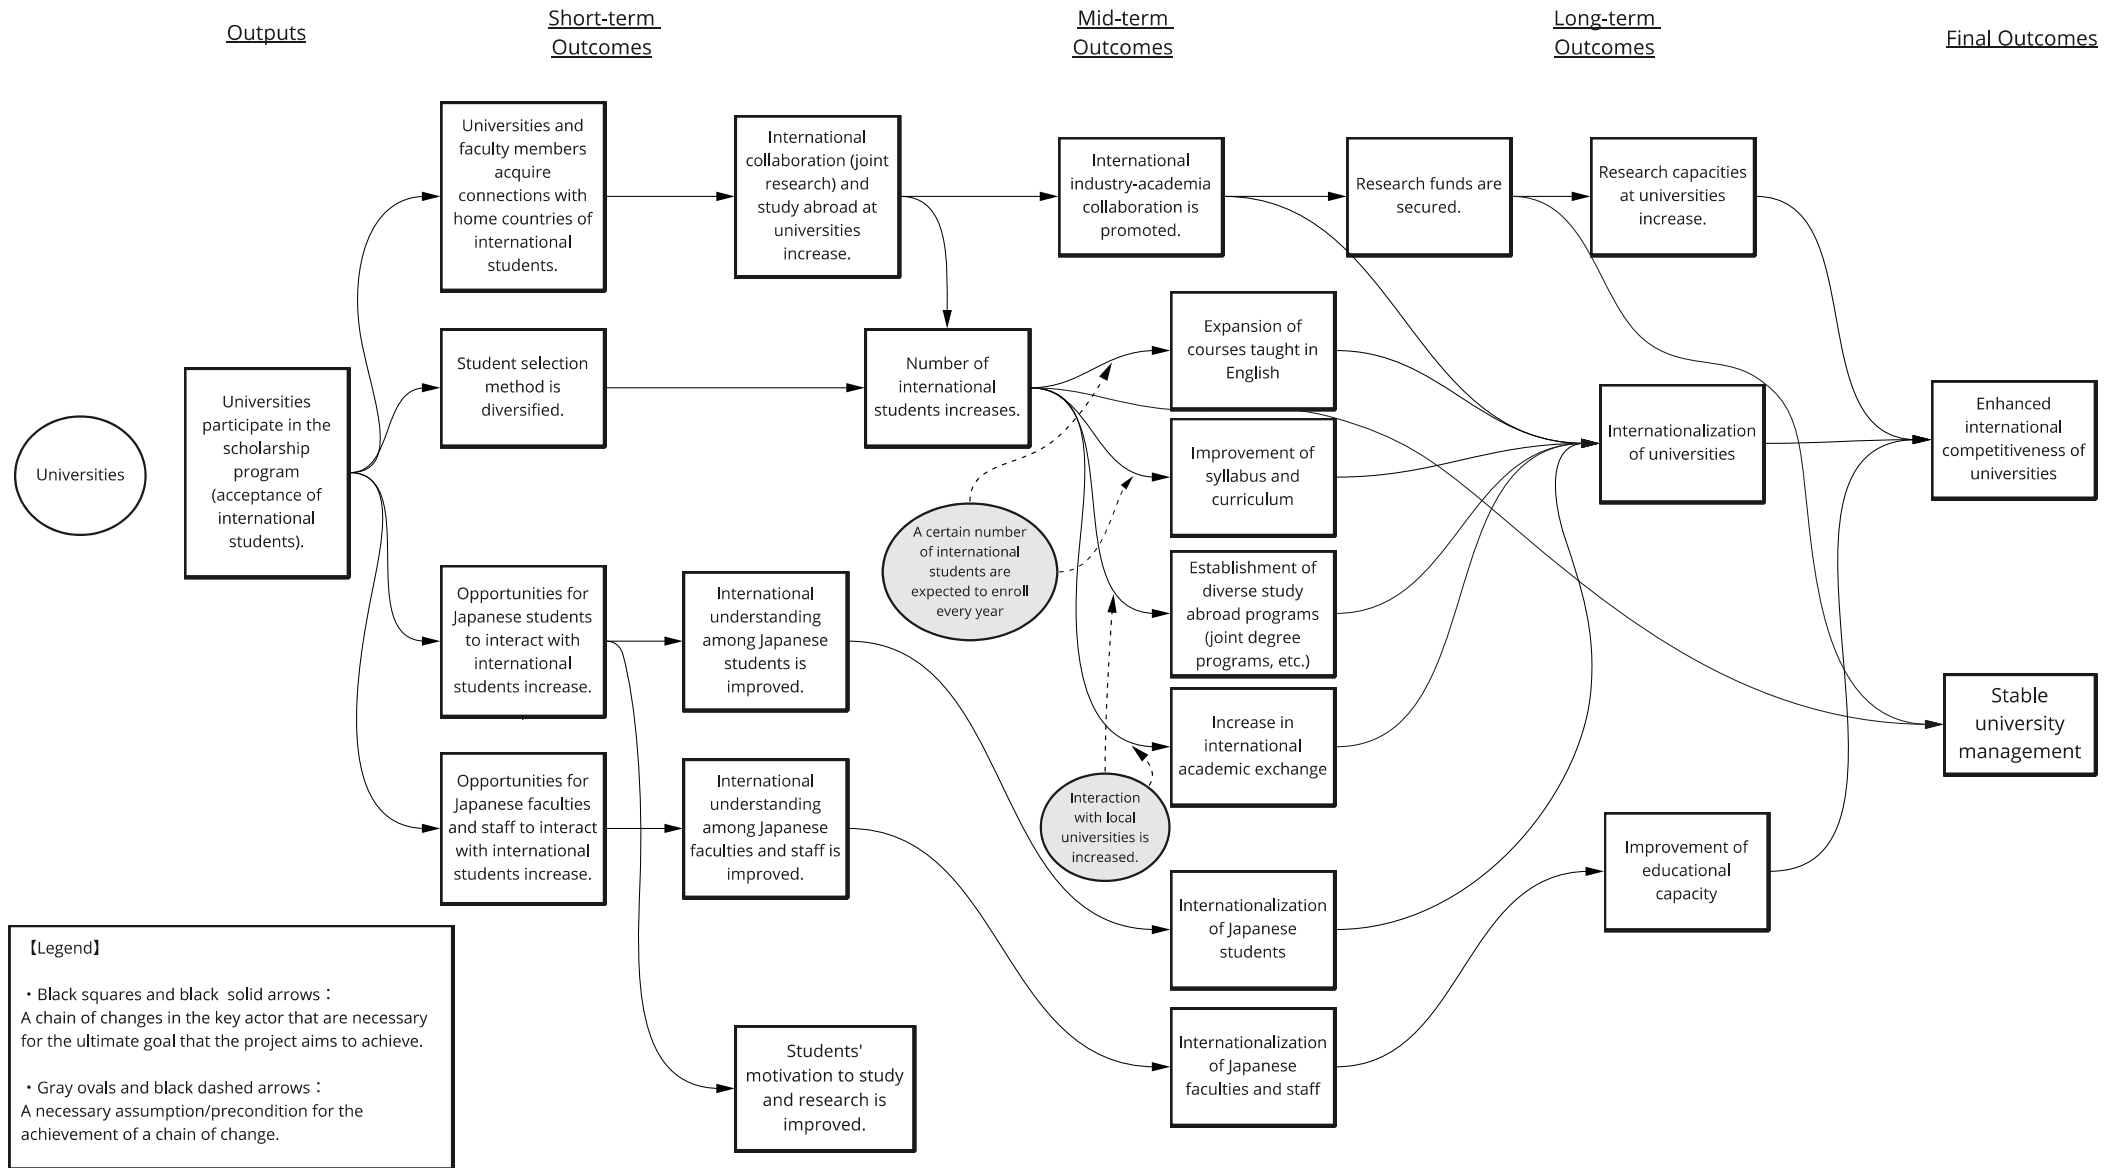 Outputs
Short-term
Outcomes
Mid-term
Outcomes
Long-term
Outcomes
Final Outcomes
Universities
Universities
participate in the
scholarship
program
(acceptance of
international
students).
Universities and
faculty members
acquire
connections with
home countries of
international
students.
International
collaboration (joint
research) and
study abroad at
universities
increase.
International
industry-academia
collaboration is
promoted.
Research funds are
secured.
Research capacities
at universities
increase.
Student selection
method is
diversified.
Number of
international
students increases.
Expansion of
courses taught in
English
Improvement of
syllabus and
curriculum
Establishment of
diverse study
abroad programs
(joint degree
programs, etc.)
Increase in
international
academic exchange
Internationalization
of universities
Enhanced
international
competitiveness of
universities
A certain number
of international
students are
expected to enroll
every year
Opportunities for
Japanese students
to interact with
international
students increase.
International
understanding
among Japanese
students is
improved.
Stable
university
management
Opportunities for
Japanese faculties
and staff to interact
with international
students increase.
International
understanding
among Japanese
faculties and staff is
improved.
Interaction
with local
universities is
increased.
Improvement of
educational
capacity
Internationalization
of Japanese
students
Internationalization
of Japanese
faculties and staff
Students'
motivation to study
and research is
improved.
【Legend】
・Black squares and black solid arrows：
A chain of changes in the key actor that are necessary
for the ultimate goal that the project aims to achieve.
・Gray ovals and black dashed arrows：
A necessary assumption/precondition for the
achievement of a chain of change.